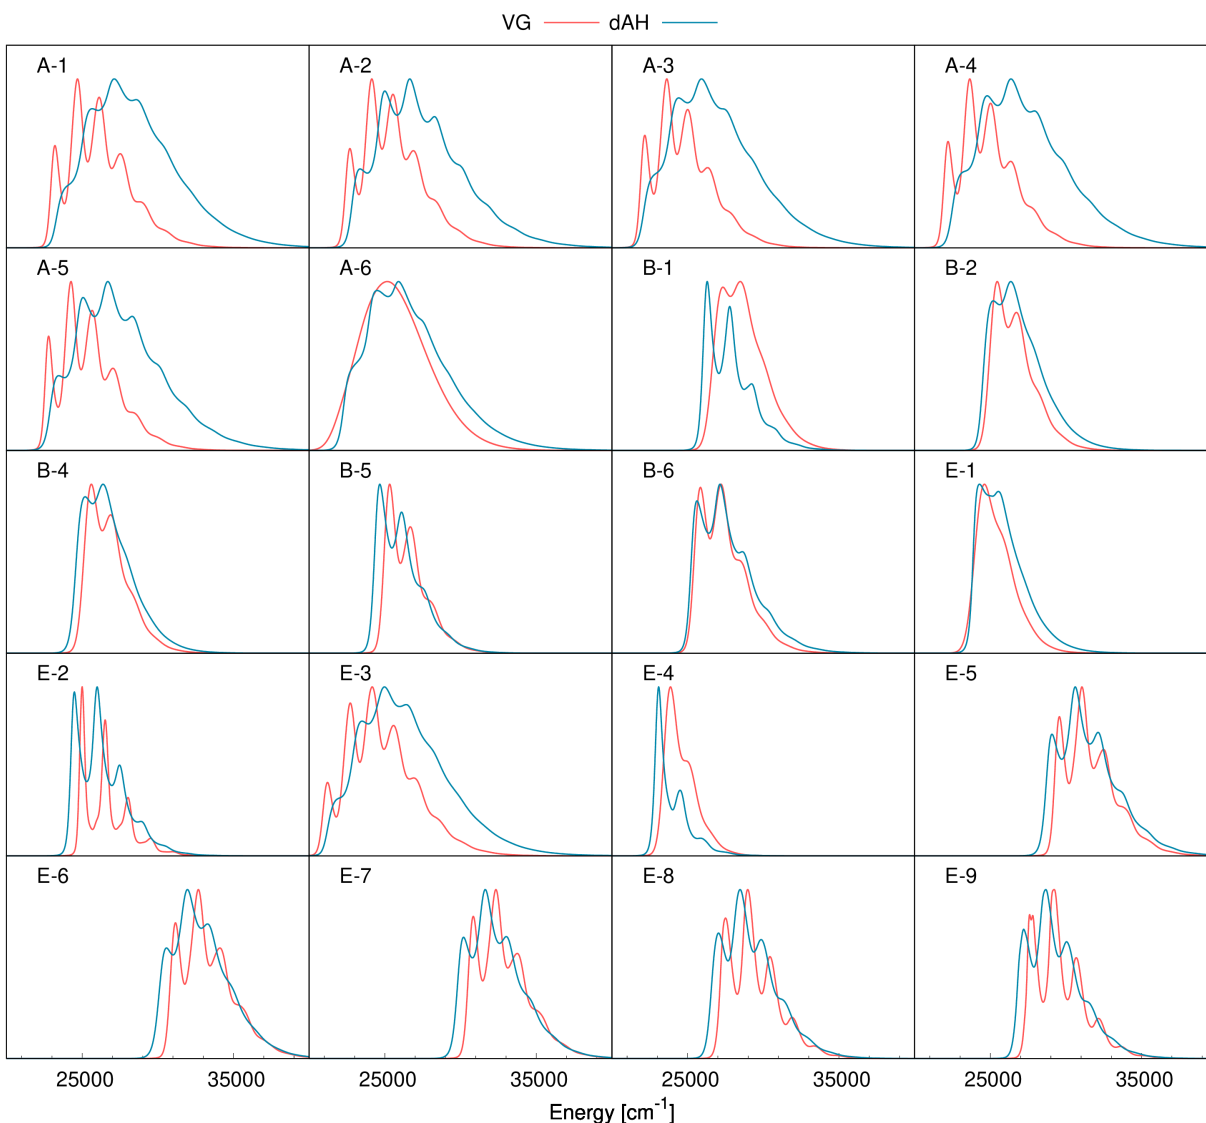 VG dAH
A-1 A-2 A-3 A-4
A-5 A-6 B-1 B-2
B-4 B-5 B-6 E-1
E-2 E-3 E-4 E-5
E-6 E-7 E-8 E-9
25000 35000 25000 35000 25000 35000 25000 35000
Energy [cm⁻¹]